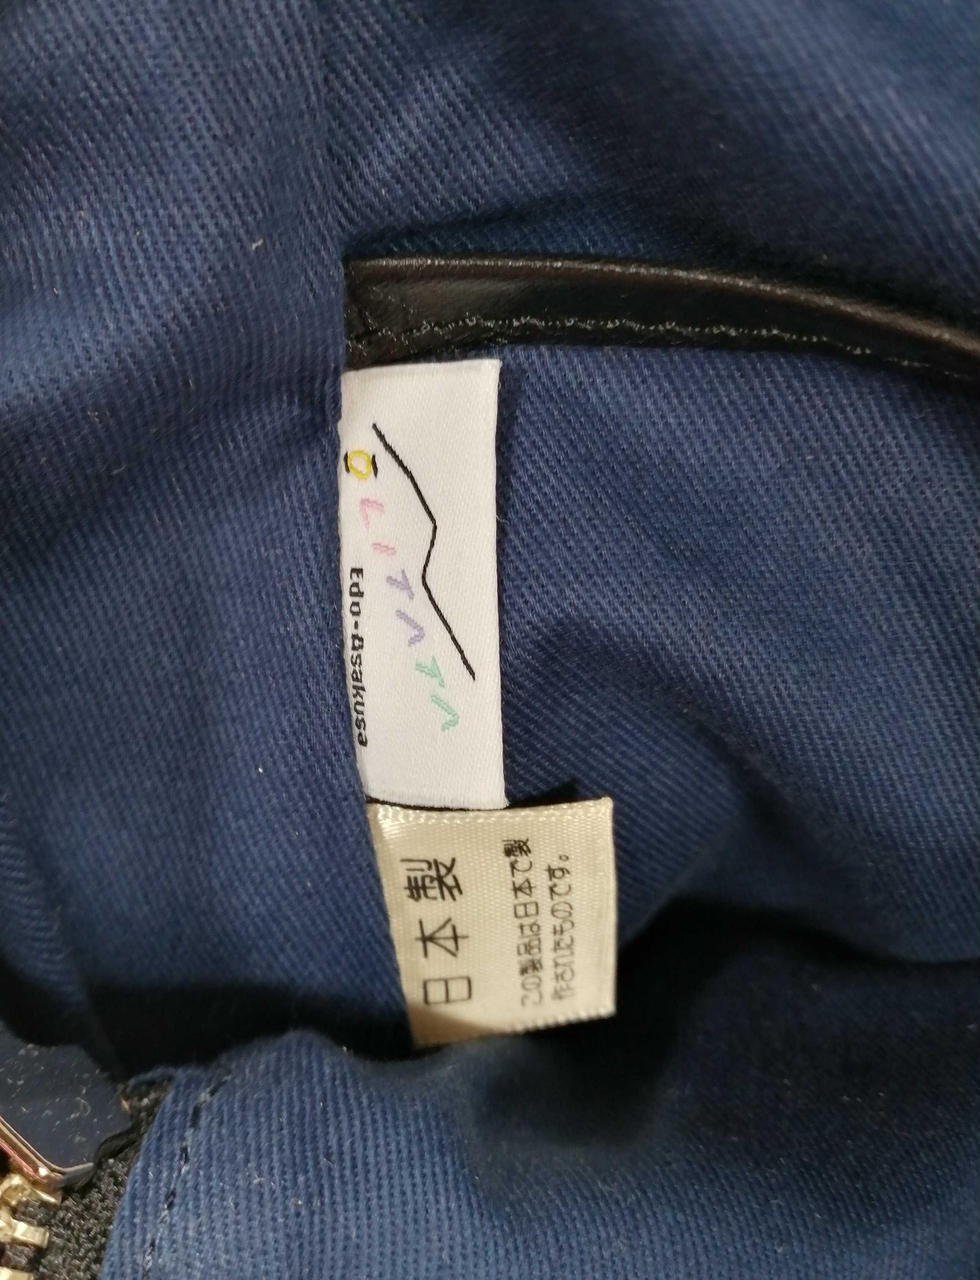 Edo-Asakusa
日本製
この製品は日本で製
作されたものです。